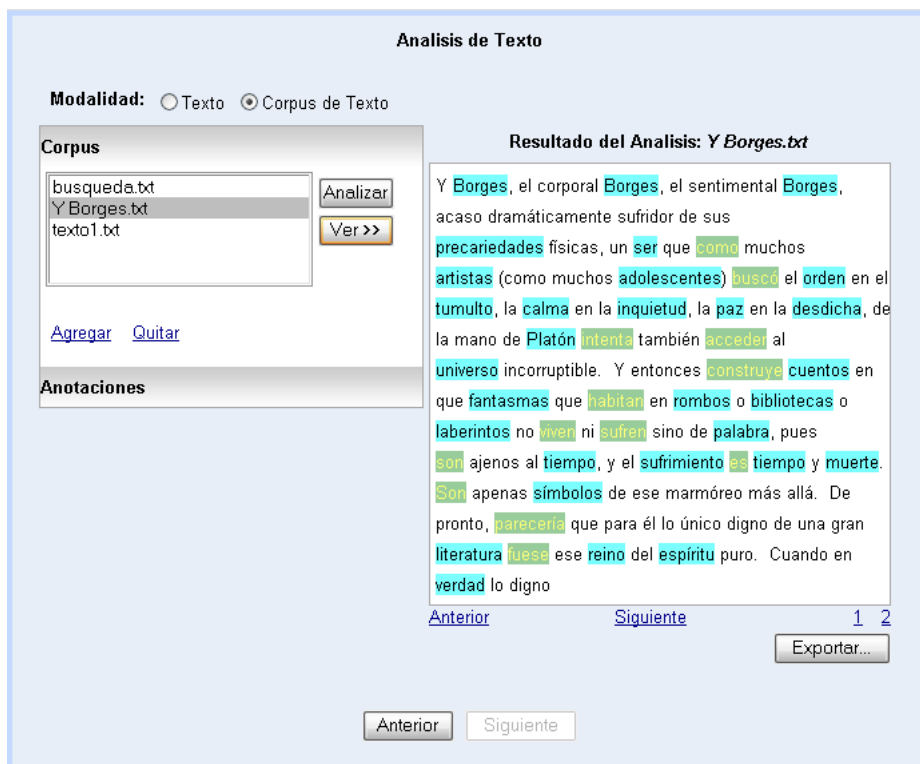 Analisis de Texto
Modalidad: Texto Corpus de Texto
Corpus
busqueda.txt
Y Borges.txt
texto1.txt
Analizar
Ver >>
Agregar Quitar
Anotaciones
Resultado del Analisis: Y Borges.txt
Y Borges, el corporal Borges, el sentimental Borges,
acaso dramáticamente sufridor de sus
precariedades físicas, un ser que como muchos
artistas (como muchos adolescentes) buscó el orden en el
tumulto, la calma en la inquietud, la paz en la desdicha, de
la mano de Platón intenta también acceder al
universo incorruptible. Y entonces construye cuentos en
que fantasmas que habitan en rombos o bibliotecas o
laberintos no viven ni sufren sino de palabra, pues
son ajenos al tiempo, y el sufrimiento es tiempo y muerte.
Son apenas símbolos de ese marmóreo más allá. De
pronto, parecería que para él lo único digno de una gran
literatura fuese ese reino del espíritu puro. Cuando en
verdad lo digno
Anterior Siguiente 1 2
Exportar...
Anterior Siguiente